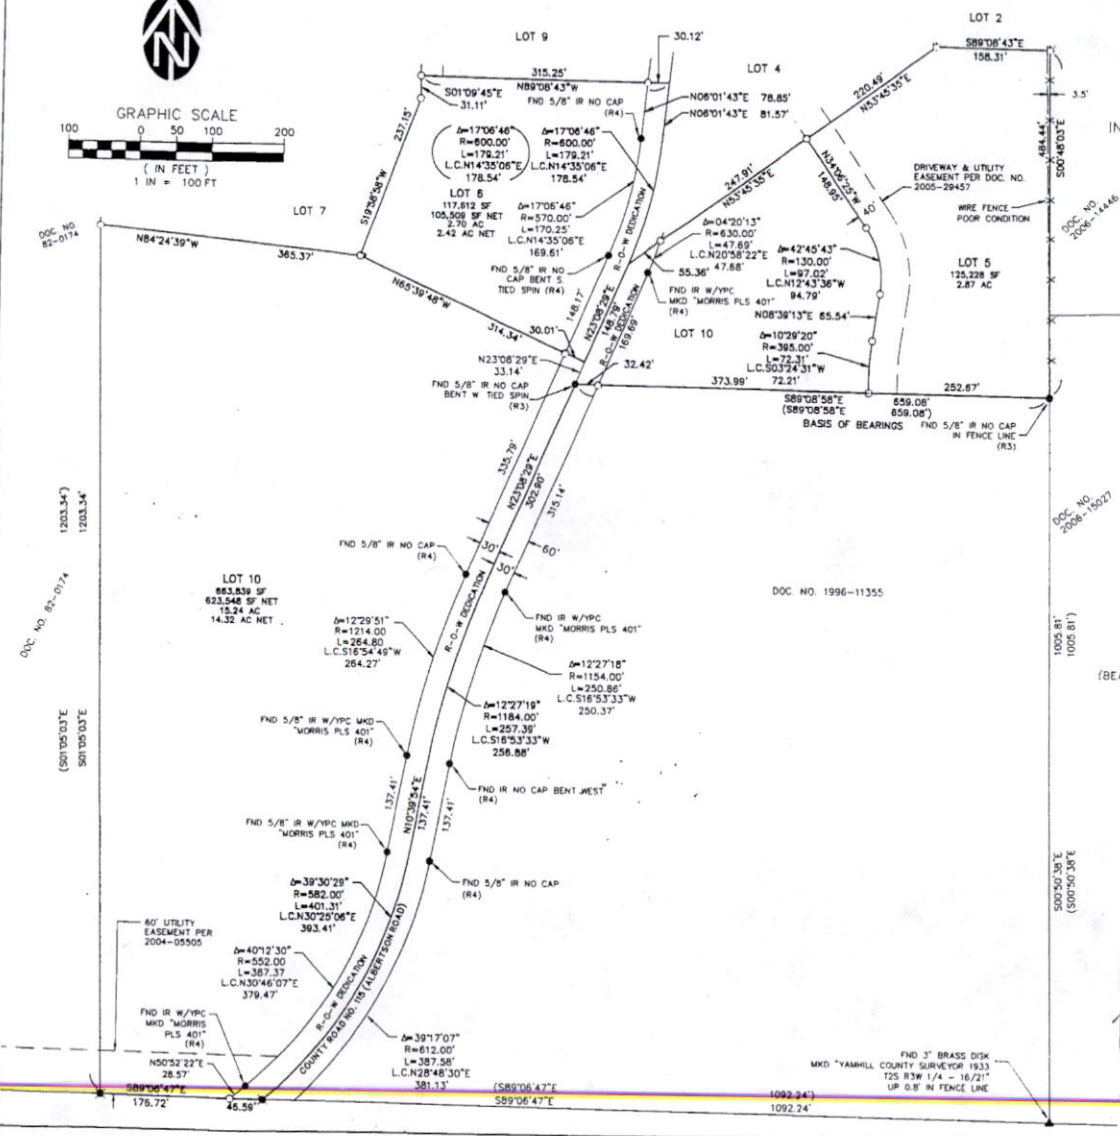 LOT 2
S89°08'43"E
158.31'
LOT 9
30.12'
LOT 4
N
GRAPHIC SCALE
100 0 50 100 200
( IN FEET )
1 IN = 100 FT
315.25'
N89°08'43"W
S01°09'45"E
31.11'
FND 5/8" IR NO CAP
(R4)
N06°01'43"E 78.85'
N06°01'43"E 81.57'
220.49'
N53°45'35"E
3.5'
484.44'
S00°48'03"E
IN
237.15'
S19°58'58"W
Δ=17°06'46"
R=600.00'
L=179.21'
L.C.N14°35'06"E
178.54'
Δ=17°06'46"
R=600.00'
L=179.21'
L.C.N14°35'06"E
178.54'
LOT 6
117,612 SF
105,509 SF NET
2.70 AC
2.42 AC NET
Δ=17°06'46"
R=570.00'
L=170.25'
L.C.N14°35'06"E
169.61'
247.91'
N53°45'35"E
N34°06'25"W
148.95'
40'
DRIVEWAY & UTILITY
EASEMENT PER DOC. NO.
2005-29457
WIRE FENCE
POOR CONDITION
DOC. NO.
2006-14446
LOT 7
DOC. NO.
82-0174
N84°24'39"W
365.37'
R-O-W DEDICATION
Δ=04°20'13"
R=630.00'
L=47.69'
L.C.N20°58'22"E
47.68'
Δ=42°45'43"
R=130.00'
L=97.02'
L.C.N12°43'36"W
94.79'
LOT 5
125,228 SF
2.87 AC
FND 5/8" IR NO
CAP BENT S.
TIED SPIN (R4)
55.36'
FND IR W/YPC
MKD "MORRIS PLS 401"
(R4)
N65°39'48"W
314.34'
148.17'
N23°08'29"E
148.79'
R-O-W DEDICATION
169.69'
LOT 10
N08°39'13"E 65.54'
Δ=10°29'20"
R=395.00'
L=72.31'
L.C.S03°24'31"W
72.21'
30.01'
N23°08'29"E
33.14'
32.42'
FND 5/8" IR NO CAP
BENT W TIED SPIN
(R3)
373.99'
252.67'
S89°08'58"E 659.08'
(S89°08'58"E 659.08')
BASIS OF BEARINGS
FND 5/8" IR NO CAP
IN FENCE LINE
(R3)
335.79'
N23°08'29"E
302.90'
315.14'
(S01°05'03"E 1203.34')
S01°05'03"E 1203.34'
DOC. NO.
2006-15027
FND 5/8" IR NO CAP
(R4)
30'
30'
60'
DOC. NO. 82-0174
LOT 10
663,839 SF
623,548 SF NET
15.24 AC
14.32 AC NET
DOC. NO. 1996-11355
R-O-W DEDICATION
FND IR W/YPC
MKD "MORRIS PLS 401"
(R4)
Δ=12°29'51"
R=1214.00
L=264.80
L.C.S16°54'49"W
264.27'
Δ=12°27'18"
R=1154.00'
L=250.86'
L.C.S16°53'33"W
250.37'
S00°50'38"E 1005.81'
(S00°50'38"E 1005.81')
(BEA
Δ=12°27'19"
R=1184.00'
L=257.39'
L.C.S16°53'33"W
256.88'
FND 5/8" IR W/YPC MKD
"MORRIS PLS 401"
(R4)
FND IR NO CAP BENT WEST
(R4)
137.41'
N10°39'54"E
137.41'
137.41'
FND 5/8" IR W/YPC MKD
"MORRIS PLS 401"
(R4)
FND 5/8" IR NO CAP
(R4)
Δ=39°30'29"
R=582.00'
L=401.31'
L.C.N30°25'06"E
393.41'
60' UTILITY
EASEMENT PER
2004-05505
Δ=40°12'30"
R=552.00
L=387.37
L.C.N30°46'07"E
379.47'
R-O-W DEDICATION
COUNTY ROAD NO. 115 (ALBERTSON ROAD)
FND IR W/YPC
MKD "MORRIS
PLS 401"
(R4)
N50°52'22"E
28.57'
Δ=39°17'07"
R=612.00'
L=387.58'
L.C.N28°48'30"E
381.13'
FND 3" BRASS DISK
MKD "YAMHILL COUNTY SURVEYOR 1933
T2S R3W 1/4 - 16/21"
UP 0.8' IN FENCE LINE
S89°06'47"E
176.72'
46.59'
(S89°06'47"E 1092.24')
S89°06'47"E 1092.24'